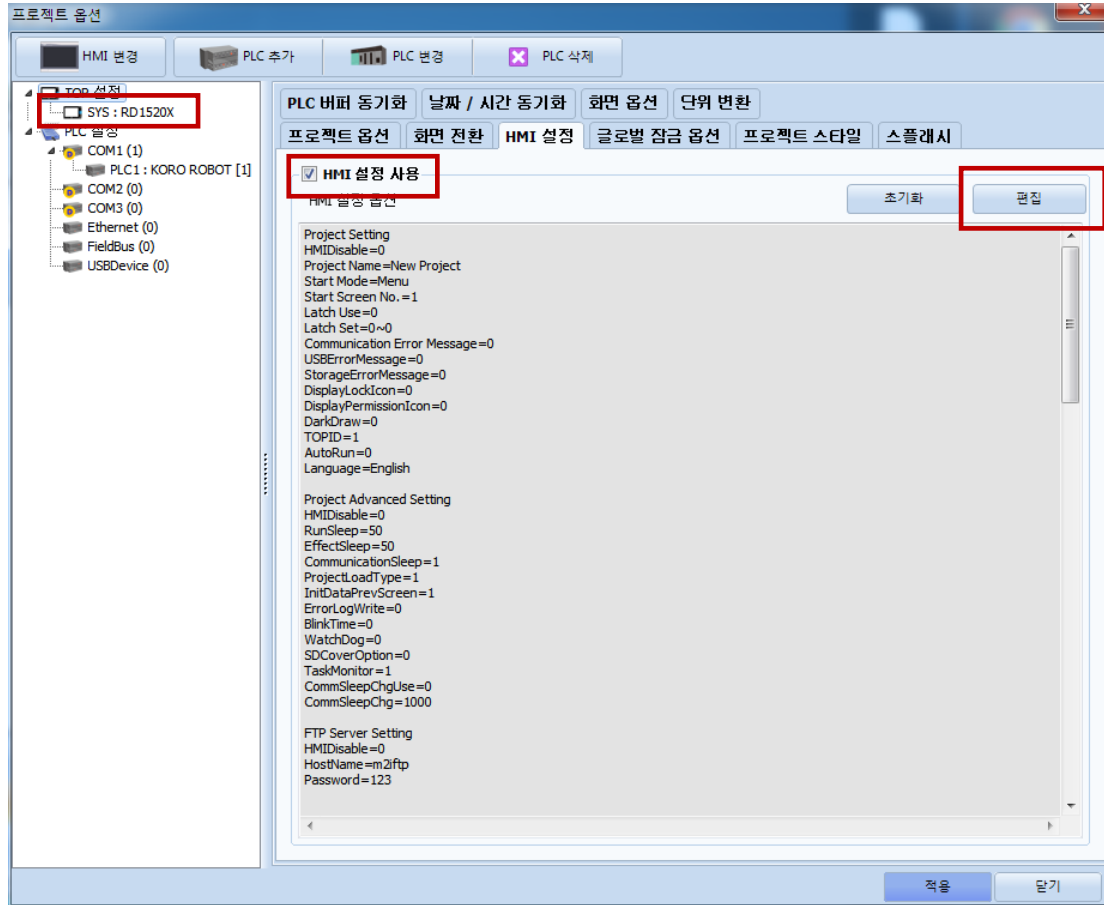 프로젝트 옵션
X
HMI 변경
PLC 추가
PLC 변경
PLC 삭제
TOP 설정
SYS : RD1520X
PLC 설정
COM1 (1)
PLC1 : KORO ROBOT [1]
COM2 (0)
COM3 (0)
Ethernet (0)
FieldBus (0)
USBDevice (0)
PLC 버퍼 동기화 날짜 / 시간 동기화 화면 옵션 단위 변환
프로젝트 옵션 화면 전환 HMI 설정 글로벌 잠금 옵션 프로젝트 스타일 스플래시
HMI 설정 사용
HMI 설정 옵션
초기화
편집
Project Setting
HMIDisable=0
Project Name=New Project
Start Mode=Menu
Start Screen No.=1
Latch Use=0
Latch Set=0~0
Communication Error Message=0
USBErrorMessage=0
StorageErrorMessage=0
DisplayLockIcon=0
DisplayPermissionIcon=0
DarkDraw=0
TOPID=1
AutoRun=0
Language=English
Project Advanced Setting
HMIDisable=0
RunSleep=50
EffectSleep=50
CommunicationSleep=1
ProjectLoadType=1
InitDataPrevScreen=1
ErrorLogWrite=0
BlinkTime=0
WatchDog=0
SDCoverOption=0
TaskMonitor=1
CommSleepChgUse=0
CommSleepChg=1000
FTP Server Setting
HMIDisable=0
HostName=m2iftp
Password=123
적용
닫기